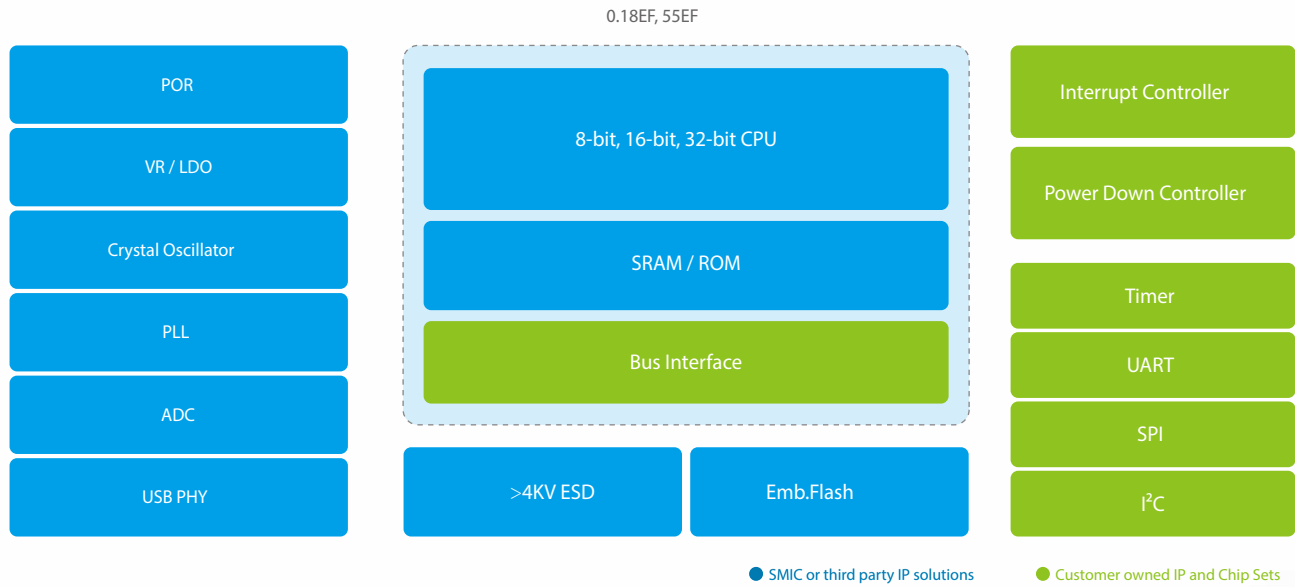 0.18EF, 55EF
POR
VR / LDO
Crystal Oscillator
PLL
ADC
USB PHY
8-bit, 16-bit, 32-bit CPU
SRAM / ROM
Bus Interface
>4KV ESD
Emb.Flash
Interrupt Controller
Power Down Controller
Timer
UART
SPI
I²C
SMIC or third party IP solutions
Customer owned IP and Chip Sets